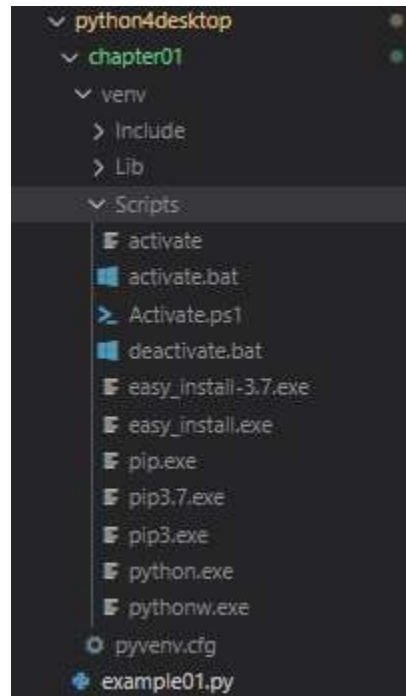 python4desktop
chapter01
venv
Include
Lib
Scripts
activate
activate.bat
Activate.ps1
deactivate.bat
easy_install-3.7.exe
easy_install.exe
pip.exe
pip3.7.exe
pip3.exe
python.exe
pythonw.exe
pyvenv.cfg
example01.py